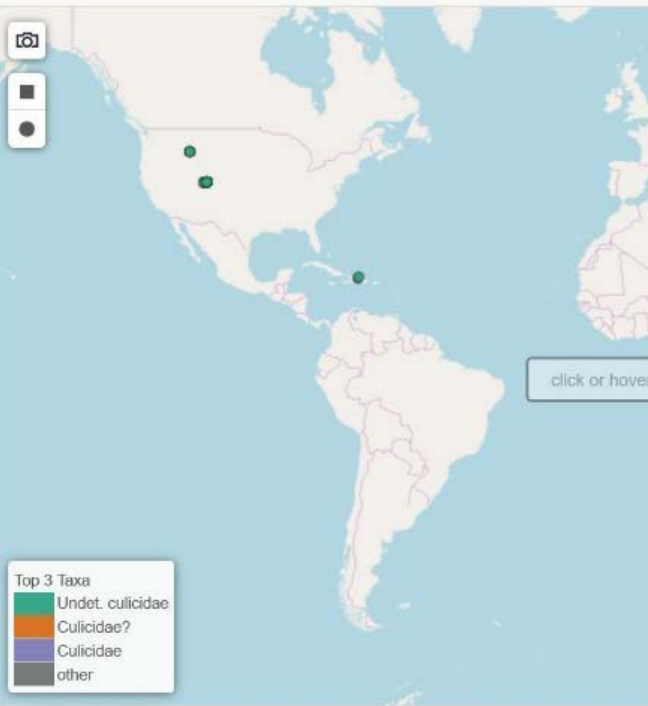 click or hover
Top 3 Taxa
Undet. culicidae
Culicidae?
Culicidae
other